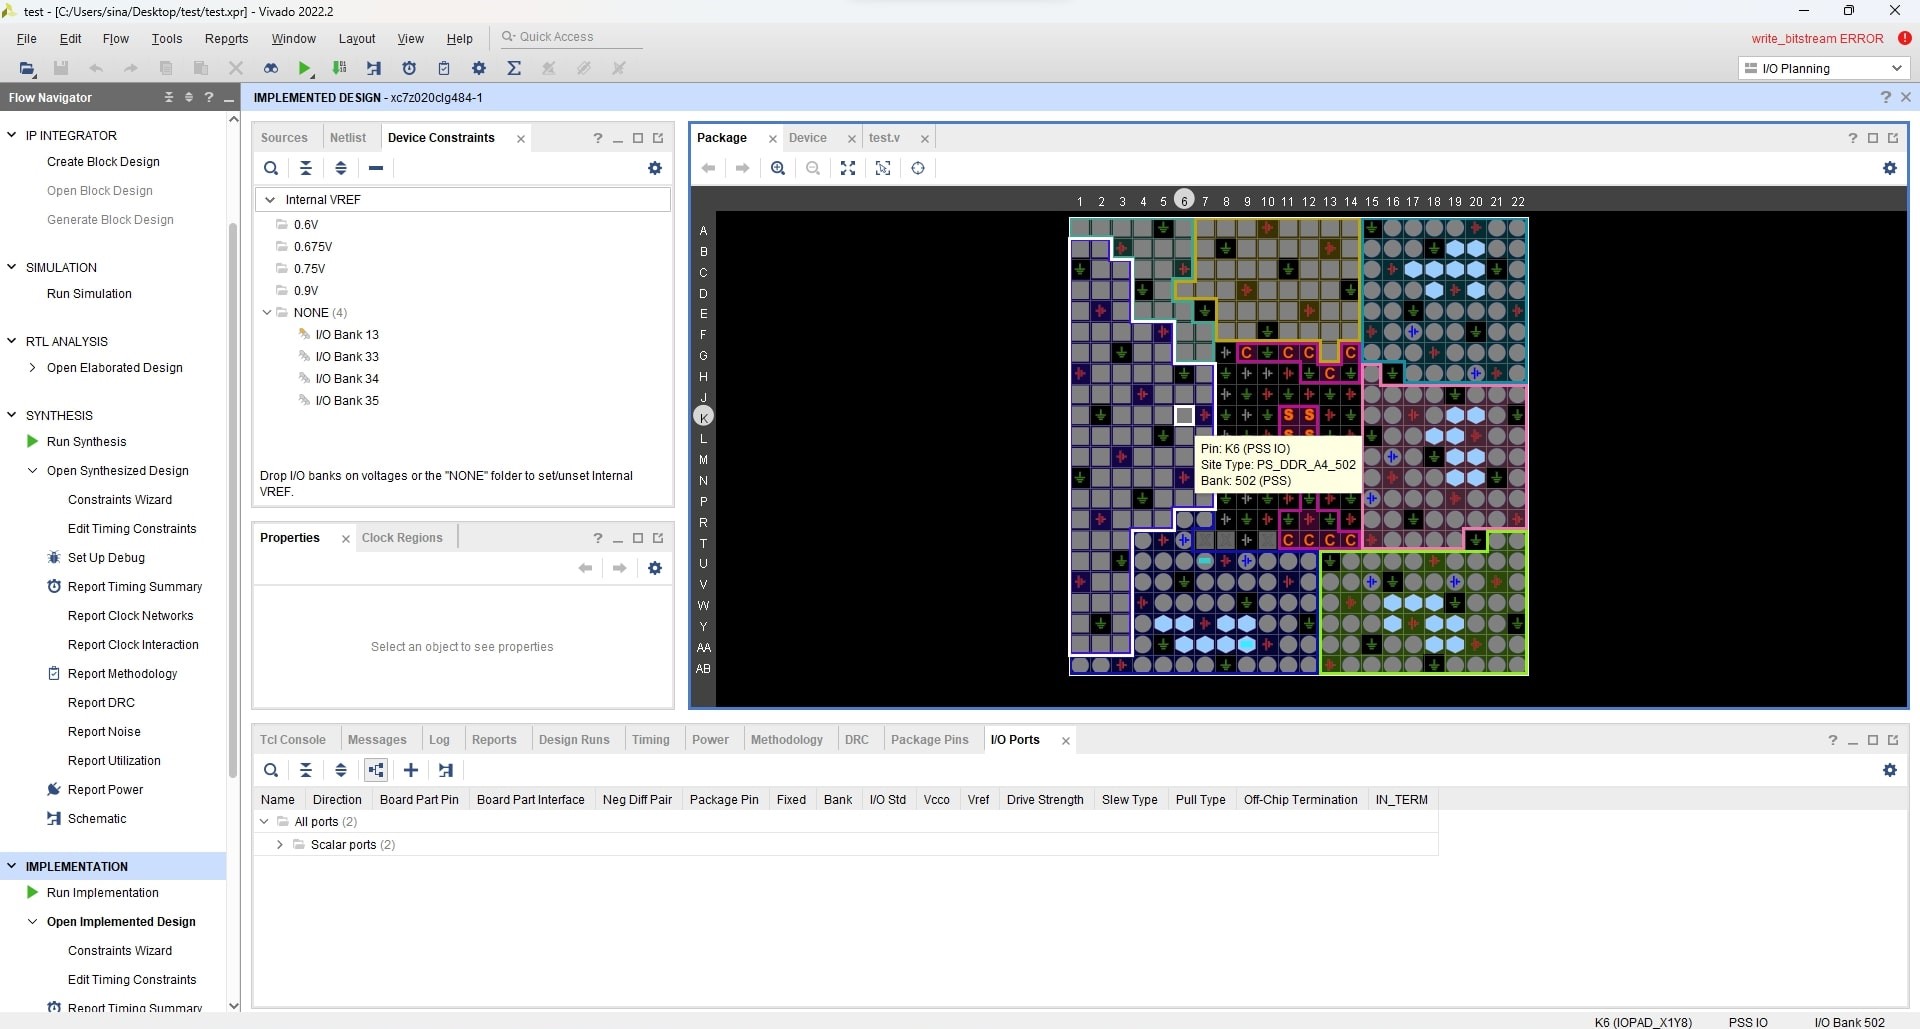 test - [C:/Users/sina/Desktop/test/test.xpr] - Vivado 2022.2
File Edit Flow Tools Reports Window Layout View Help Quick Access
write_bitstream ERROR
I/O Planning
Flow Navigator
IMPLEMENTED DESIGN - xc7z020clg484-1
IP INTEGRATOR
Create Block Design
Open Block Design
Generate Block Design
SIMULATION
Run Simulation
RTL ANALYSIS
Open Elaborated Design
SYNTHESIS
Run Synthesis
Open Synthesized Design
Constraints Wizard
Edit Timing Constraints
Set Up Debug
Report Timing Summary
Report Clock Networks
Report Clock Interaction
Report Methodology
Report DRC
Report Noise
Report Utilization
Report Power
Schematic
IMPLEMENTATION
Run Implementation
Open Implemented Design
Constraints Wizard
Edit Timing Constraints
Report Timing Summary
Sources Netlist Device Constraints
Internal VREF
0.6V
0.675V
0.75V
0.9V
NONE (4)
I/O Bank 13
I/O Bank 33
I/O Bank 34
I/O Bank 35
Drop I/O banks on voltages or the "NONE" folder to set/unset Internal
VREF.
Properties Clock Regions
Select an object to see properties
Package Device test.v
1 2 3 4 5 6 7 8 9 10 11 12 13 14 15 16 17 18 19 20 21 22
A
B
C
D
E
F
G C C C C
H C
J
K S S
L S S
M
N
P
R
T C C C C
U
V
W
Y
AA
AB
Pin: K6 (PSS IO)
Site Type: PS_DDR_A4_502
Bank: 502 (PSS)
Tcl Console Messages Log Reports Design Runs Timing Power Methodology DRC Package Pins I/O Ports
Name Direction Board Part Pin Board Part Interface Neg Diff Pair Package Pin Fixed Bank I/O Std Vcco Vref Drive Strength Slew Type Pull Type Off-Chip Termination IN_TERM
All ports (2)
Scalar ports (2)
K6 (IOPAD_X1Y8) PSS IO I/O Bank 502